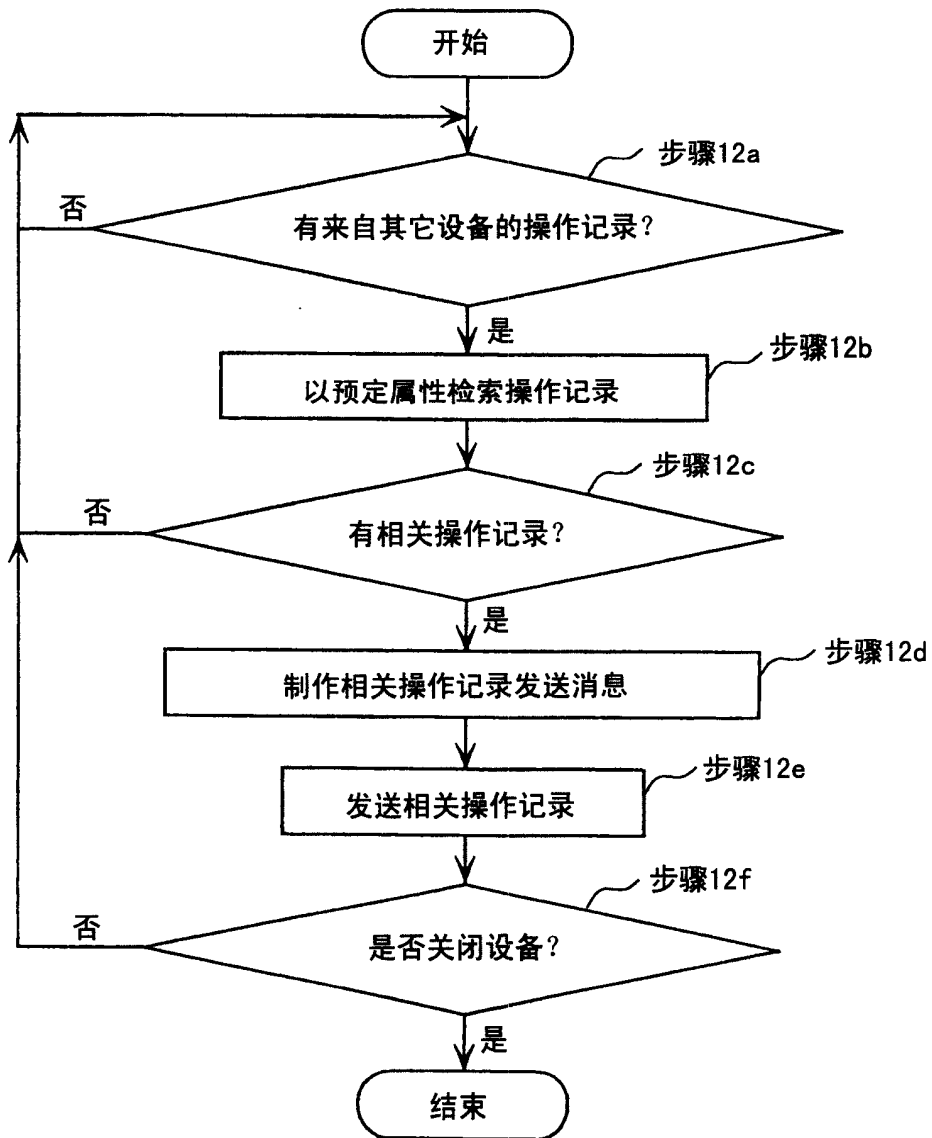 开始
步骤12a
否
有来自其它设备的操作记录?
是
步骤12b
以预定属性检索操作记录
步骤12c
否
有相关操作记录?
是
步骤12d
制作相关操作记录发送消息
步骤12e
发送相关操作记录
步骤12f
否
是否关闭设备?
是
结束